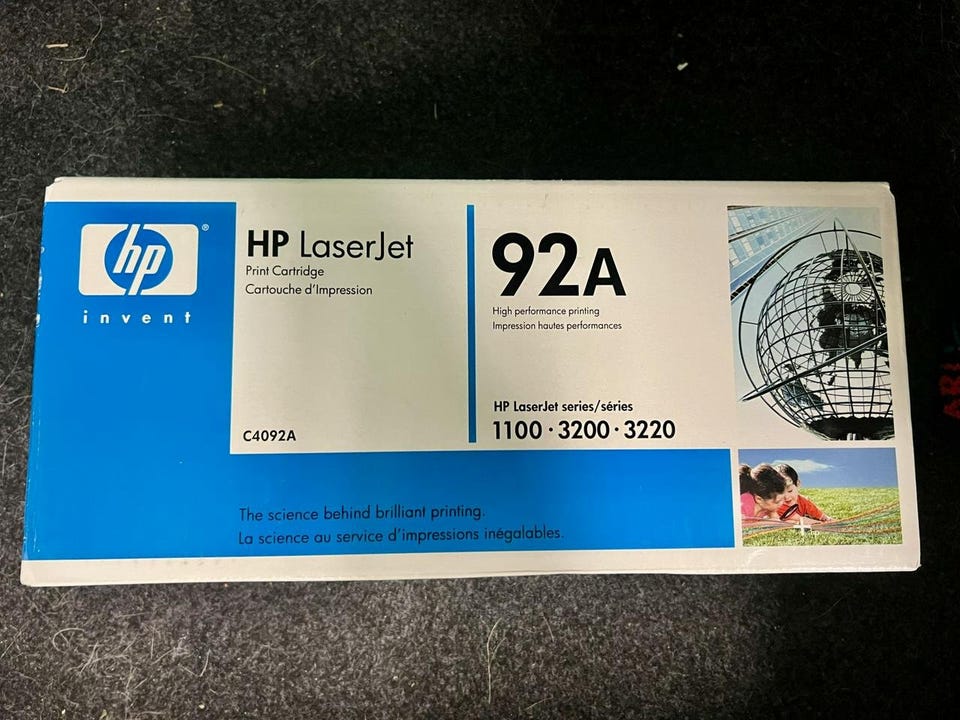 hp®
invent
HP LaserJet
Print Cartridge
Cartouche d'Impression
C4092A
92A
High performance printing
Impression hautes performances
HP LaserJet series/séries
1100 · 3200 · 3220
The science behind brilliant printing.
La science au service d'impressions inégalables.